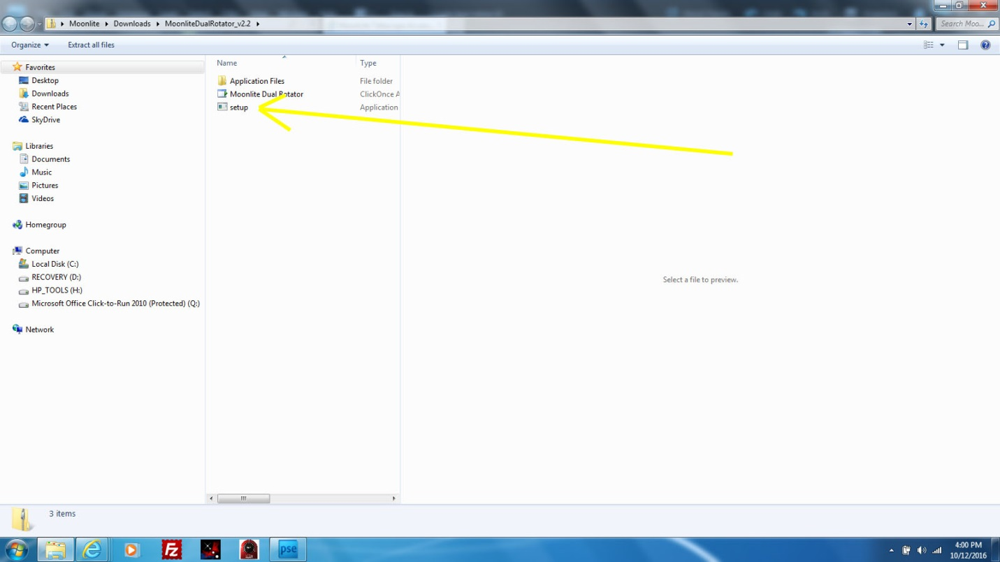 Moonlite Downloads MoonliteDualRotator_v2.2
Search Moo...
Organize Extract all files
Name Type
Favorites
Desktop
Downloads
Recent Places
SkyDrive
Libraries
Documents
Music
Pictures
Videos
Homegroup
Computer
Local Disk (C:)
RECOVERY (D:)
HP_TOOLS (H:)
Microsoft Office Click-to-Run 2010 (Protected) (Q:)
Network
Application Files File folder
Moonlite Dual Rotator ClickOnce A
setup Application
Select a file to preview.
3 items
Fz
pse
4:00 PM
10/12/2016